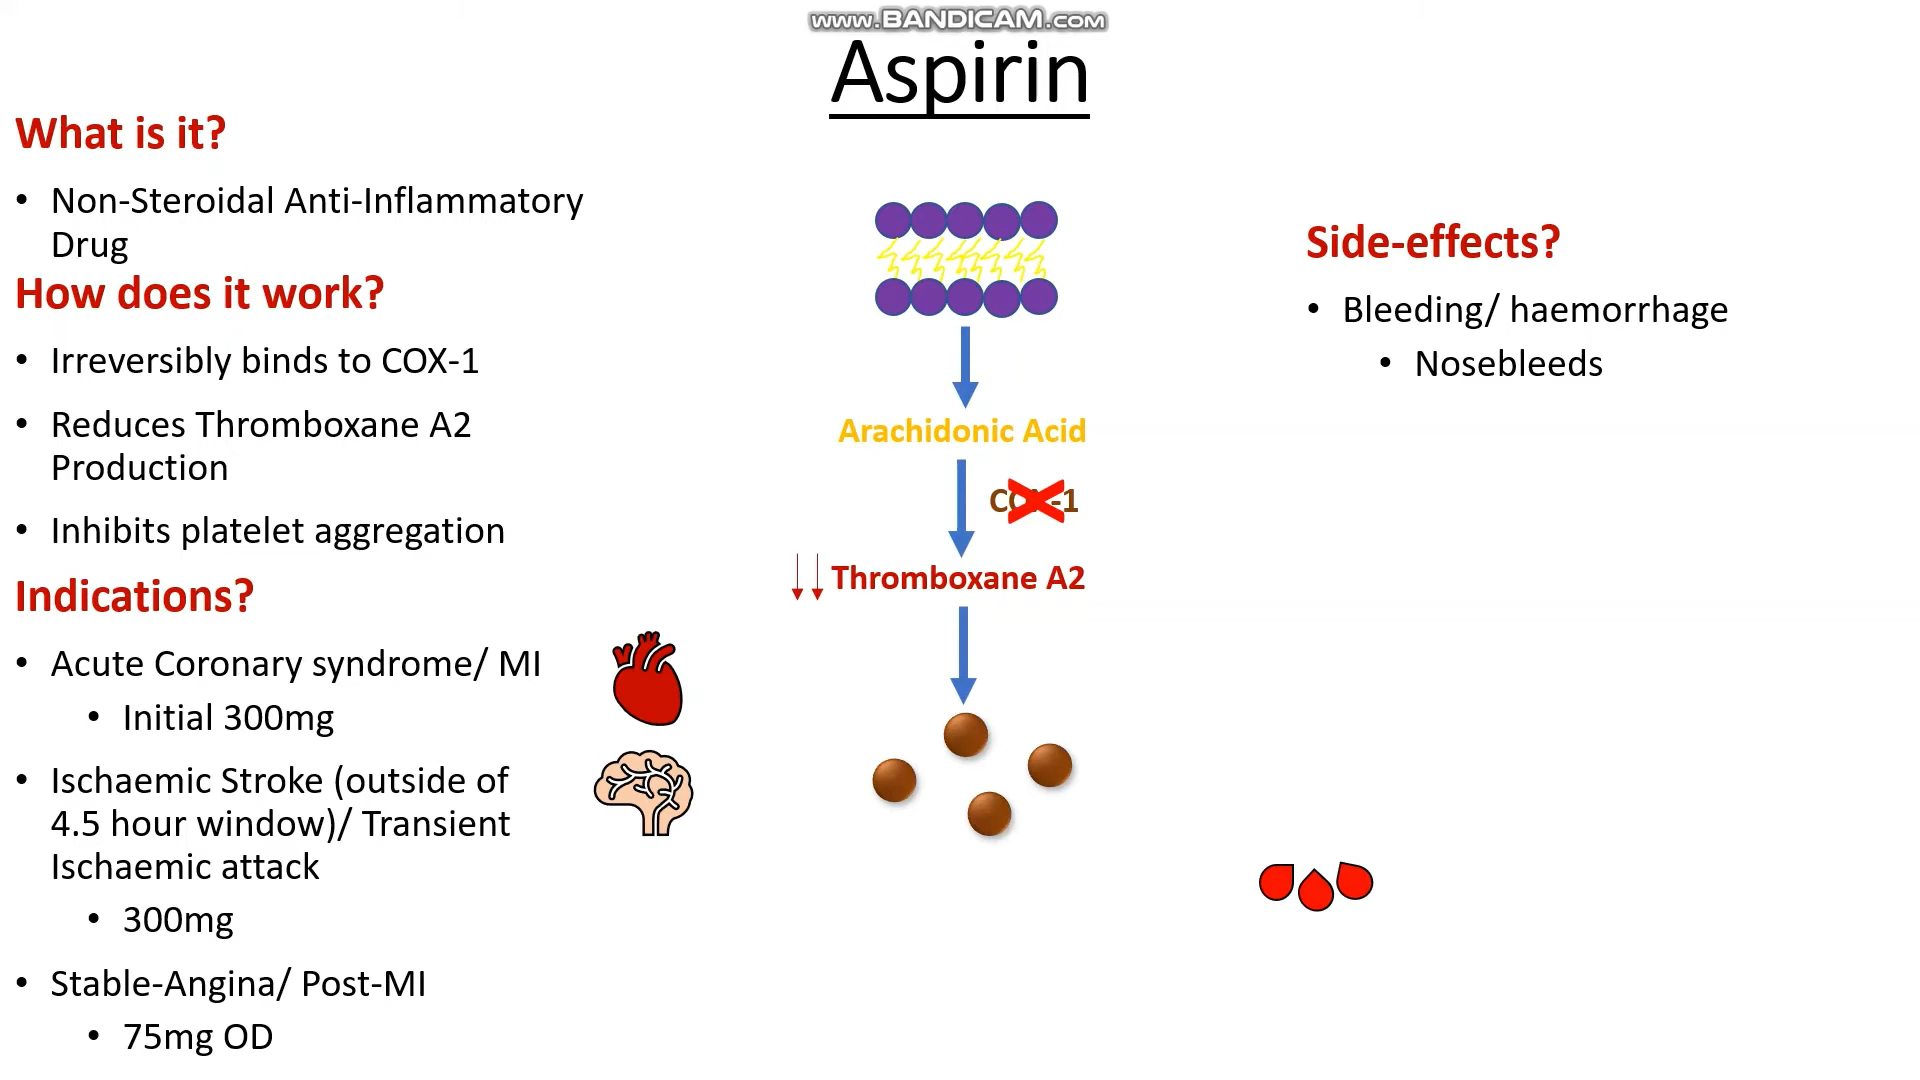 www.BANDICAM.com
Aspirin
What is it?
• Non-Steroidal Anti-Inflammatory
Drug
How does it work?
• Irreversibly binds to COX-1
• Reduces Thromboxane A2
Production
• Inhibits platelet aggregation
Indications?
• Acute Coronary syndrome/ MI
• Initial 300mg
• Ischaemic Stroke (outside of
4.5 hour window)/ Transient
Ischaemic attack
• 300mg
• Stable-Angina/ Post-MI
• 75mg OD
Arachidonic Acid
COX-1
Thromboxane A2
Side-effects?
• Bleeding/ haemorrhage
• Nosebleeds